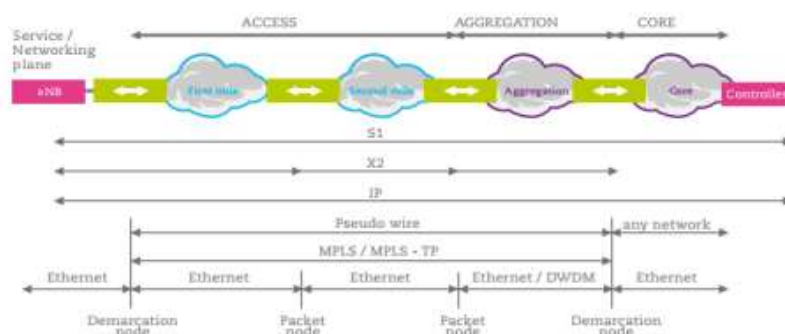 ACCESS AGGREGATION CORE
Service /
Networking
plane
eNB First mile Second mile Aggregation Core Controller
S1
X2
IP
Pseudo wire any network
MPLS / MPLS - TP
Ethernet Ethernet Ethernet Ethernet / DWDM Ethernet
Demarcation Packet Packet Demarcation
node node node node